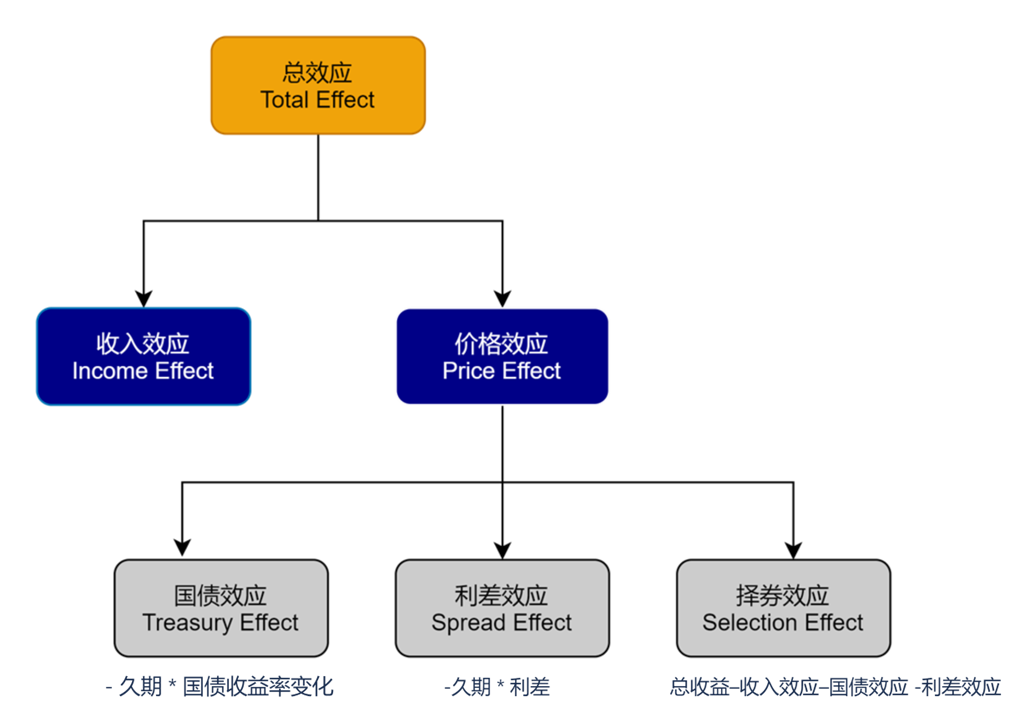 总效应
Total Effect
收入效应
Income Effect
价格效应
Price Effect
国债效应
Treasury Effect
利差效应
Spread Effect
择券效应
Selection Effect
- 久期 * 国债收益率变化
-久期 * 利差
总收益–收入效应–国债效应 -利差效应